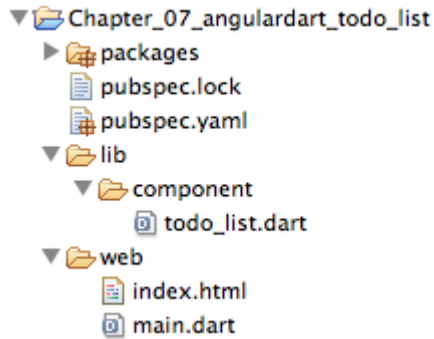 Chapter_07_angulardart_todo_list
packages
pubspec.lock
pubspec.yaml
lib
component
todo_list.dart
web
index.html
main.dart